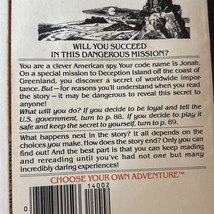 WILL YOU SUCCEED
IN THIS DANGEROUS MISSION?
You are a clever American spy. Your code name is Jonah.
On a special mission to Deception Island off the coast of
Greenland, you discover a secret of worldwide impor-
tance. But—for reasons you'll understand when you read
the story—it may be dangerous to reveal this secret to
anyone!
What will you do? If you decide to be loyal and tell the
U.S. government, turn to p. 88. If you decide to play it
safe and keep the secret to yourself, turn to p. 89.
What happens next in the story? It all depends on the
choices you make. How does the story end? Only you can
find out! And the best part is that you can keep reading
and rereading until you've had not one but many
incredibly daring experiences!
CHOOSE YOUR OWN ADVENTURE™
14002
0